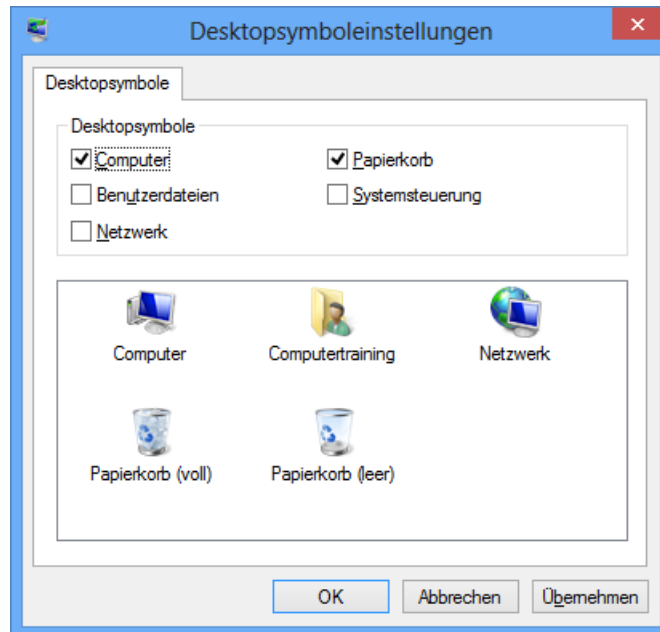 Desktopsymboleinstellungen
Desktopsymbole
Desktopsymbole
Computer
Papierkorb
Benutzerdateien
Systemsteuerung
Netzwerk
Computer
Computertraining
Netzwerk
Papierkorb (voll)
Papierkorb (leer)
OK
Abbrechen
Übernehmen